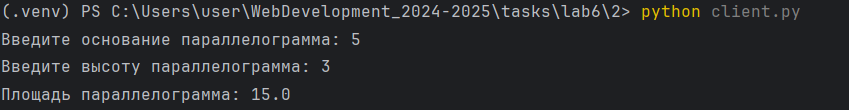 (.venv) PS C:\Users\user\WebDevelopment_2024-2025\tasks\lab6\2> python client.py
Введите основание параллелограмма: 5
Введите высоту параллелограмма: 3
Площадь параллелограмма: 15.0